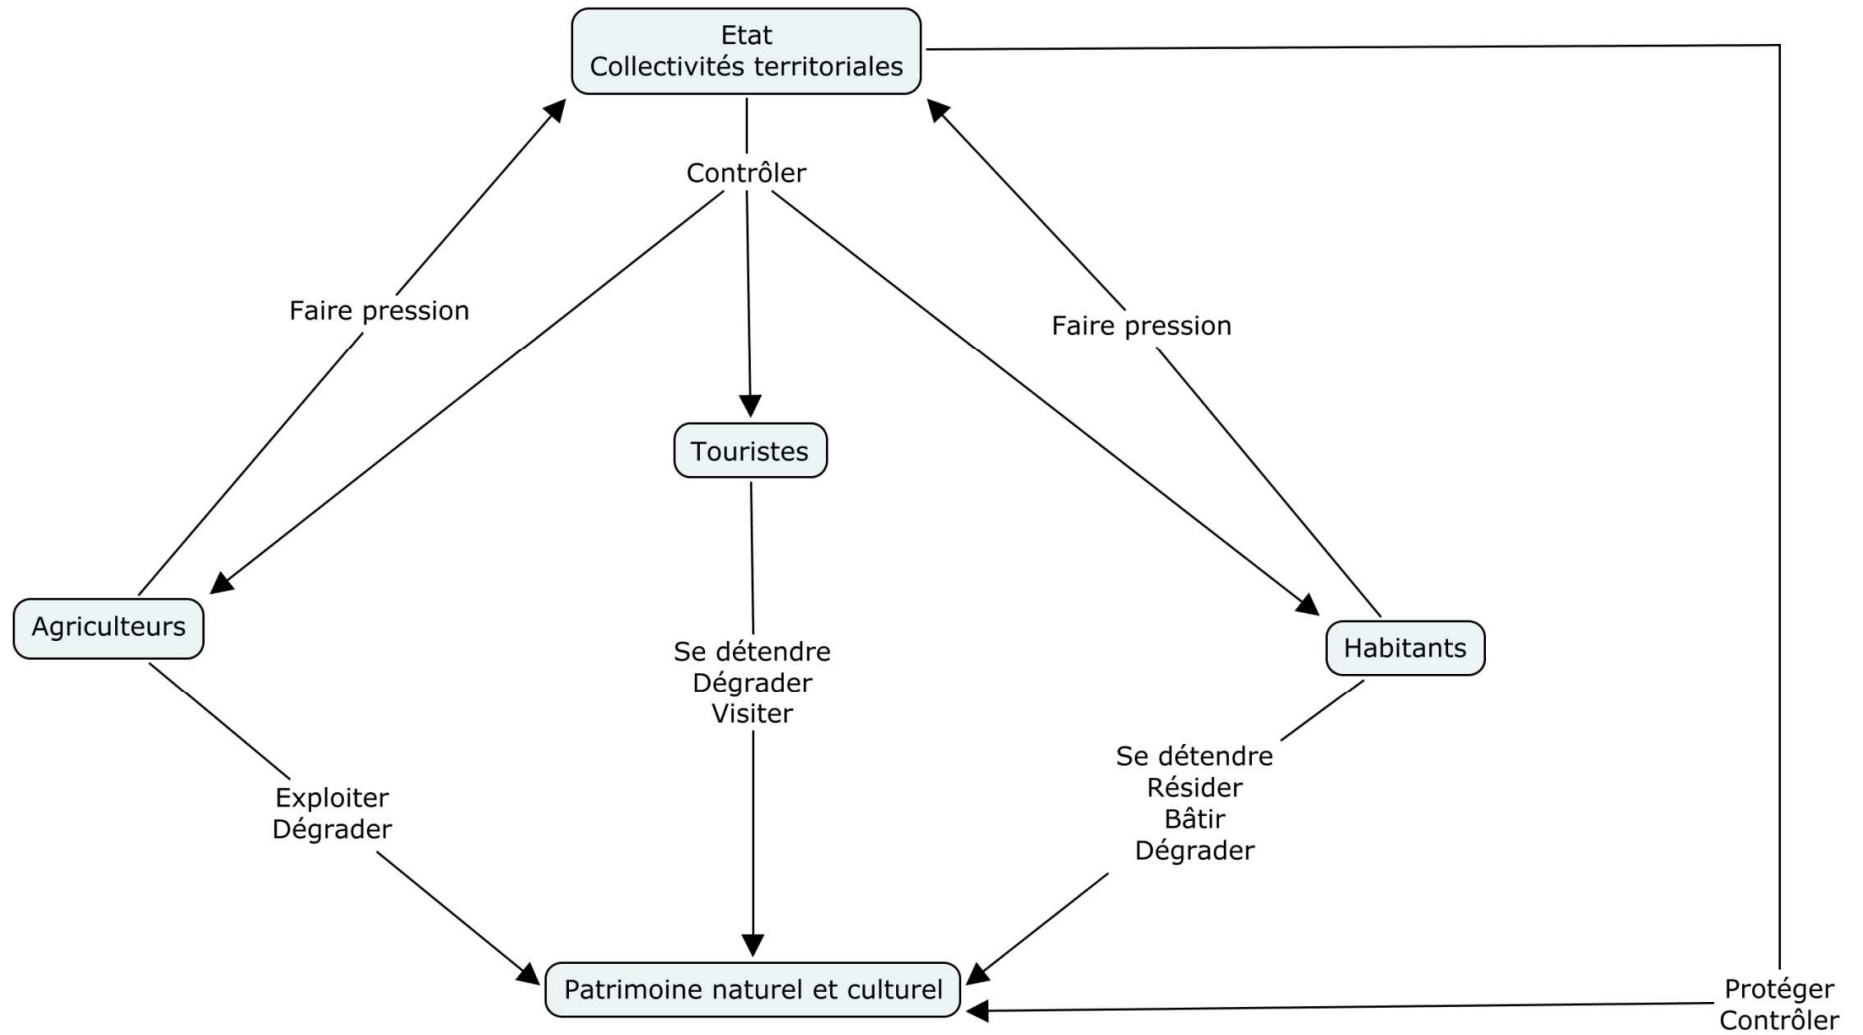 Etat
Collectivités territoriales
Contrôler
Faire pression
Faire pression
Touristes
Agriculteurs
Habitants
Se détendre
Dégrader
Visiter
Se détendre
Résider
Bâtir
Dégrader
Exploiter
Dégrader
Patrimoine naturel et culturel
Protéger
Contrôler